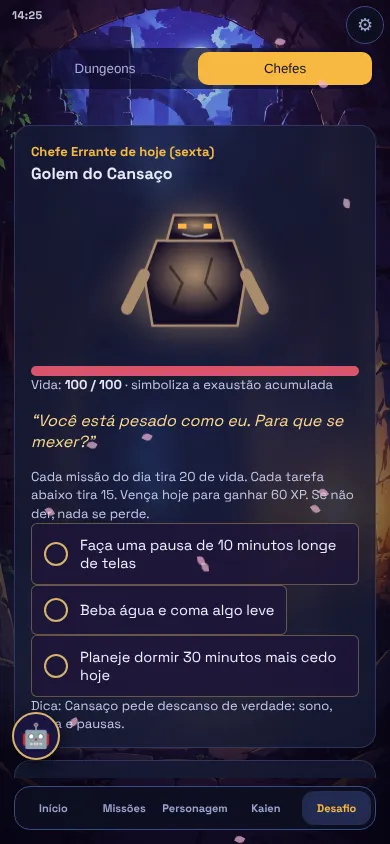 14:25
Dungeons
Chefes
Chefe Errante de hoje (sexta)
Golem do Cansaço
Vida: 100 / 100 · simboliza a exaustão acumulada
“Você está pesado como eu. Para que se
mexer?”
Cada missão do dia tira 20 de vida. Cada tarefa
abaixo tira 15. Vença hoje para ganhar 60 XP. Se não
der, nada se perde.
Faça uma pausa de 10 minutos longe
de telas
Beba água e coma algo leve
Planeje dormir 30 minutos mais cedo
hoje
Dica: Cansaço pede descanso de verdade: sono,
e pausas.
Início
Missões
Personagem
Kaien
Desafio